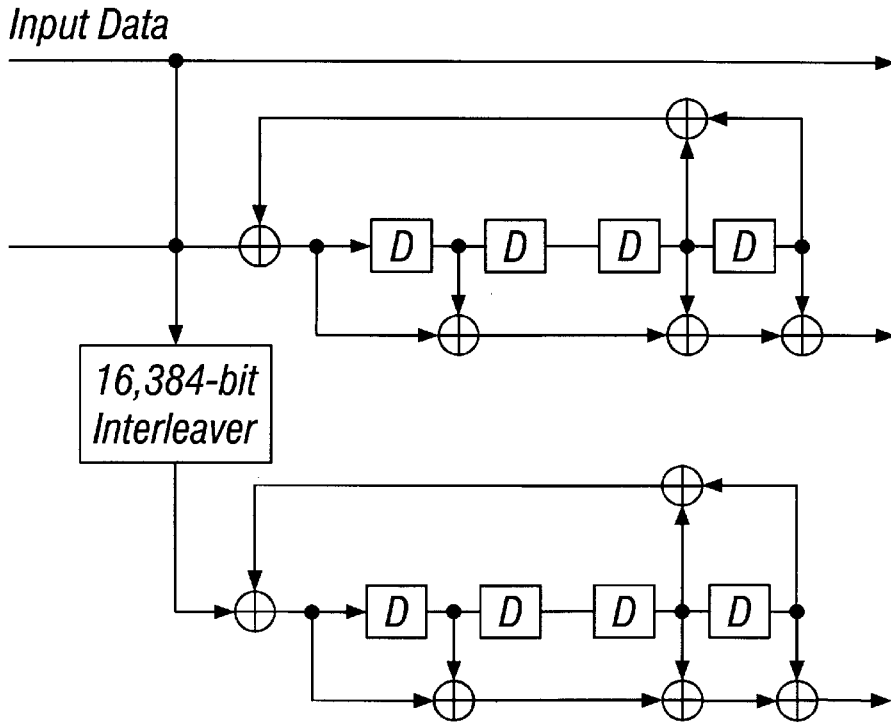 Input Data
D D D D
16,384-bit
Interleaver
D D D D